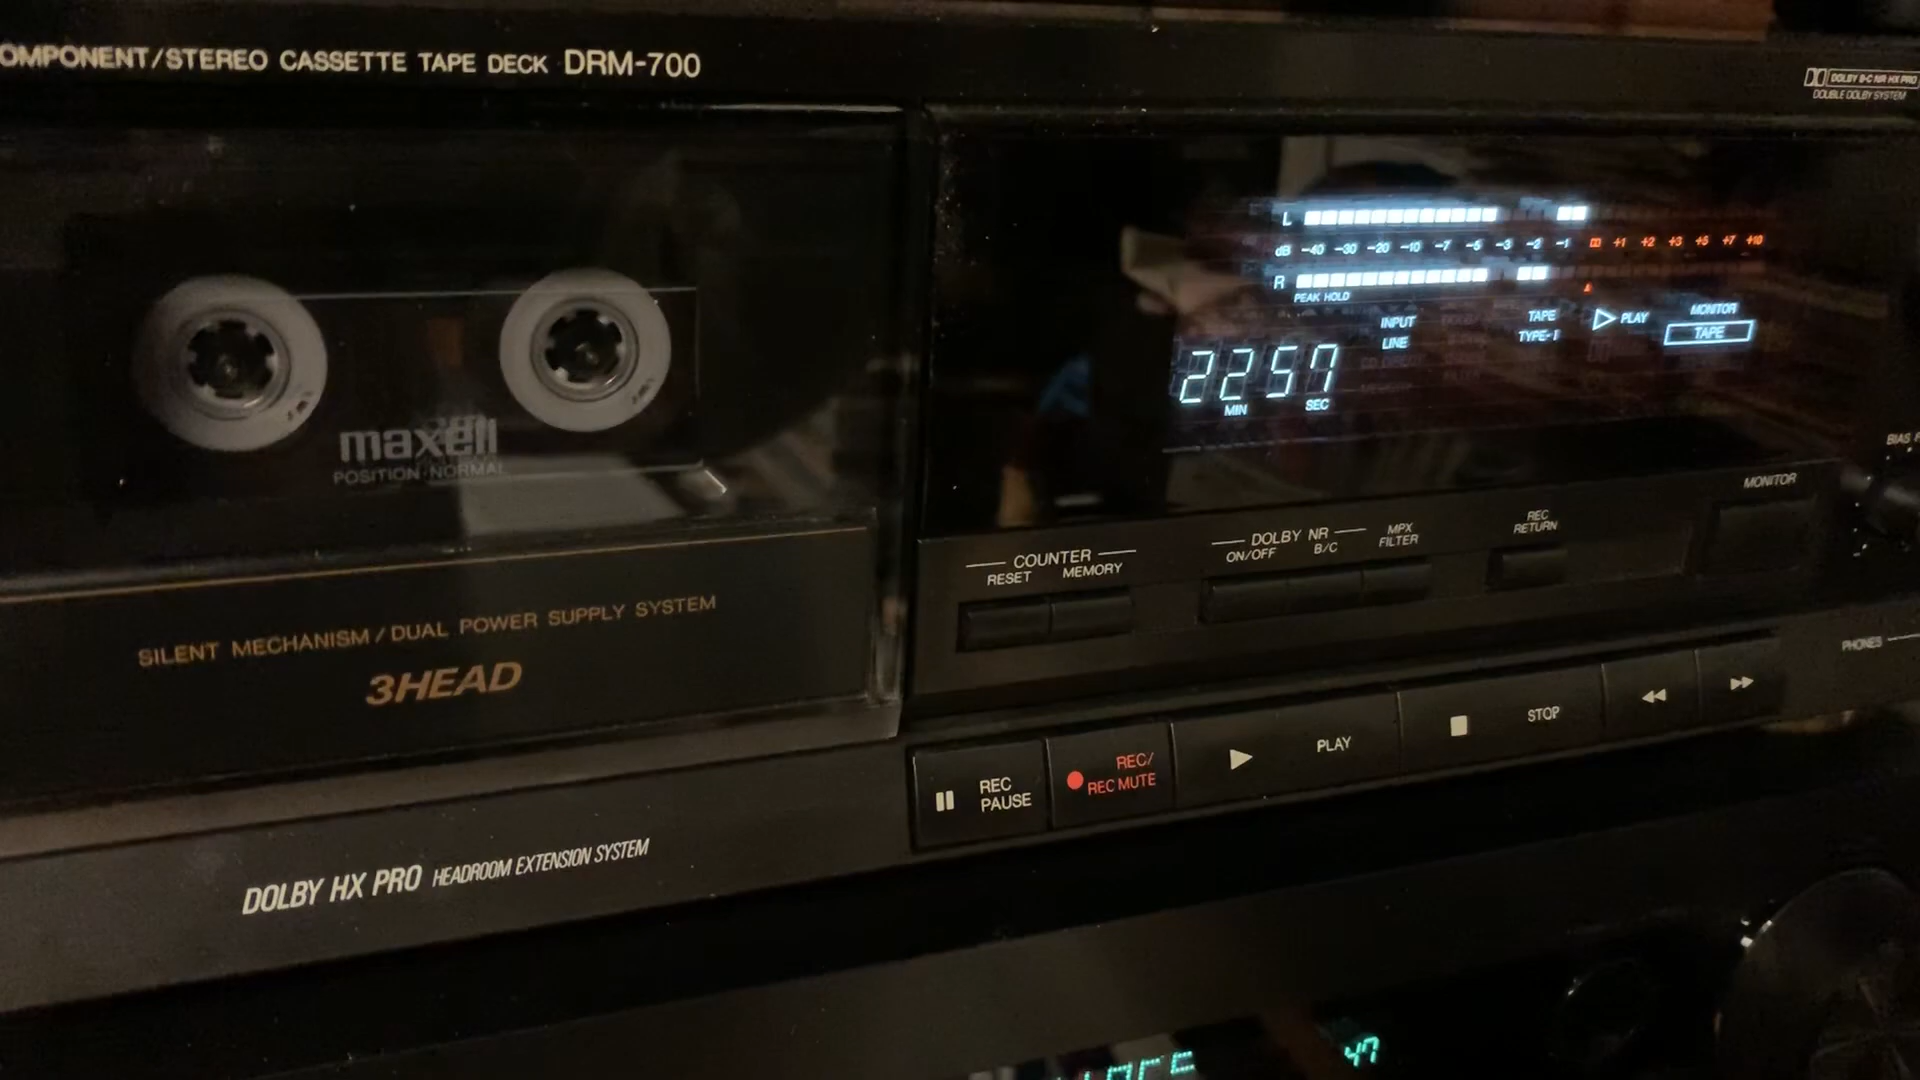 OMPONENT/STEREO CASSETTE TAPE DECK DRM-700
DOLBY B-C NR HX PRO
DOUBLE DOLBY SYSTEM
L
dB -40 -30 -20 -10 -7 -5 -3 -2 -1 +1 +2 +3 +5 +7 +10
R
PEAK HOLD
INPUT
LINE
TAPE
TYPE-I
PLAY
MONITOR
TAPE
2257
MIN SEC
maxell
POSITION·NORMAL
BIAS
MONITOR
COUNTER
RESET MEMORY
DOLBY NR
ON/OFF B/C
MPX
FILTER
REC
RETURN
SILENT MECHANISM/DUAL POWER SUPPLY SYSTEM
3HEAD
PHONES
REC
PAUSE
REC/
REC MUTE
PLAY
STOP
DOLBY HX PRO HEADROOM EXTENSION SYSTEM
47